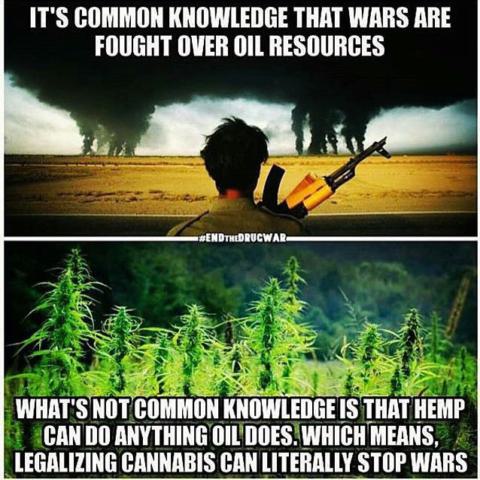 IT'S COMMON KNOWLEDGE THAT WARS ARE
FOUGHT OVER OIL RESOURCES
#ENDTHEDRUGWAR
WHAT'S NOT COMMON KNOWLEDGE IS THAT HEMP
CAN DO ANYTHING OIL DOES. WHICH MEANS,
LEGALIZING CANNABIS CAN LITERALLY STOP WARS